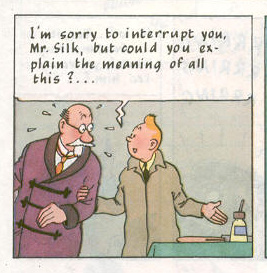 I'm sorry to interrupt you,
Mr. Silk, but could you ex-
plain the meaning of all
this ?...